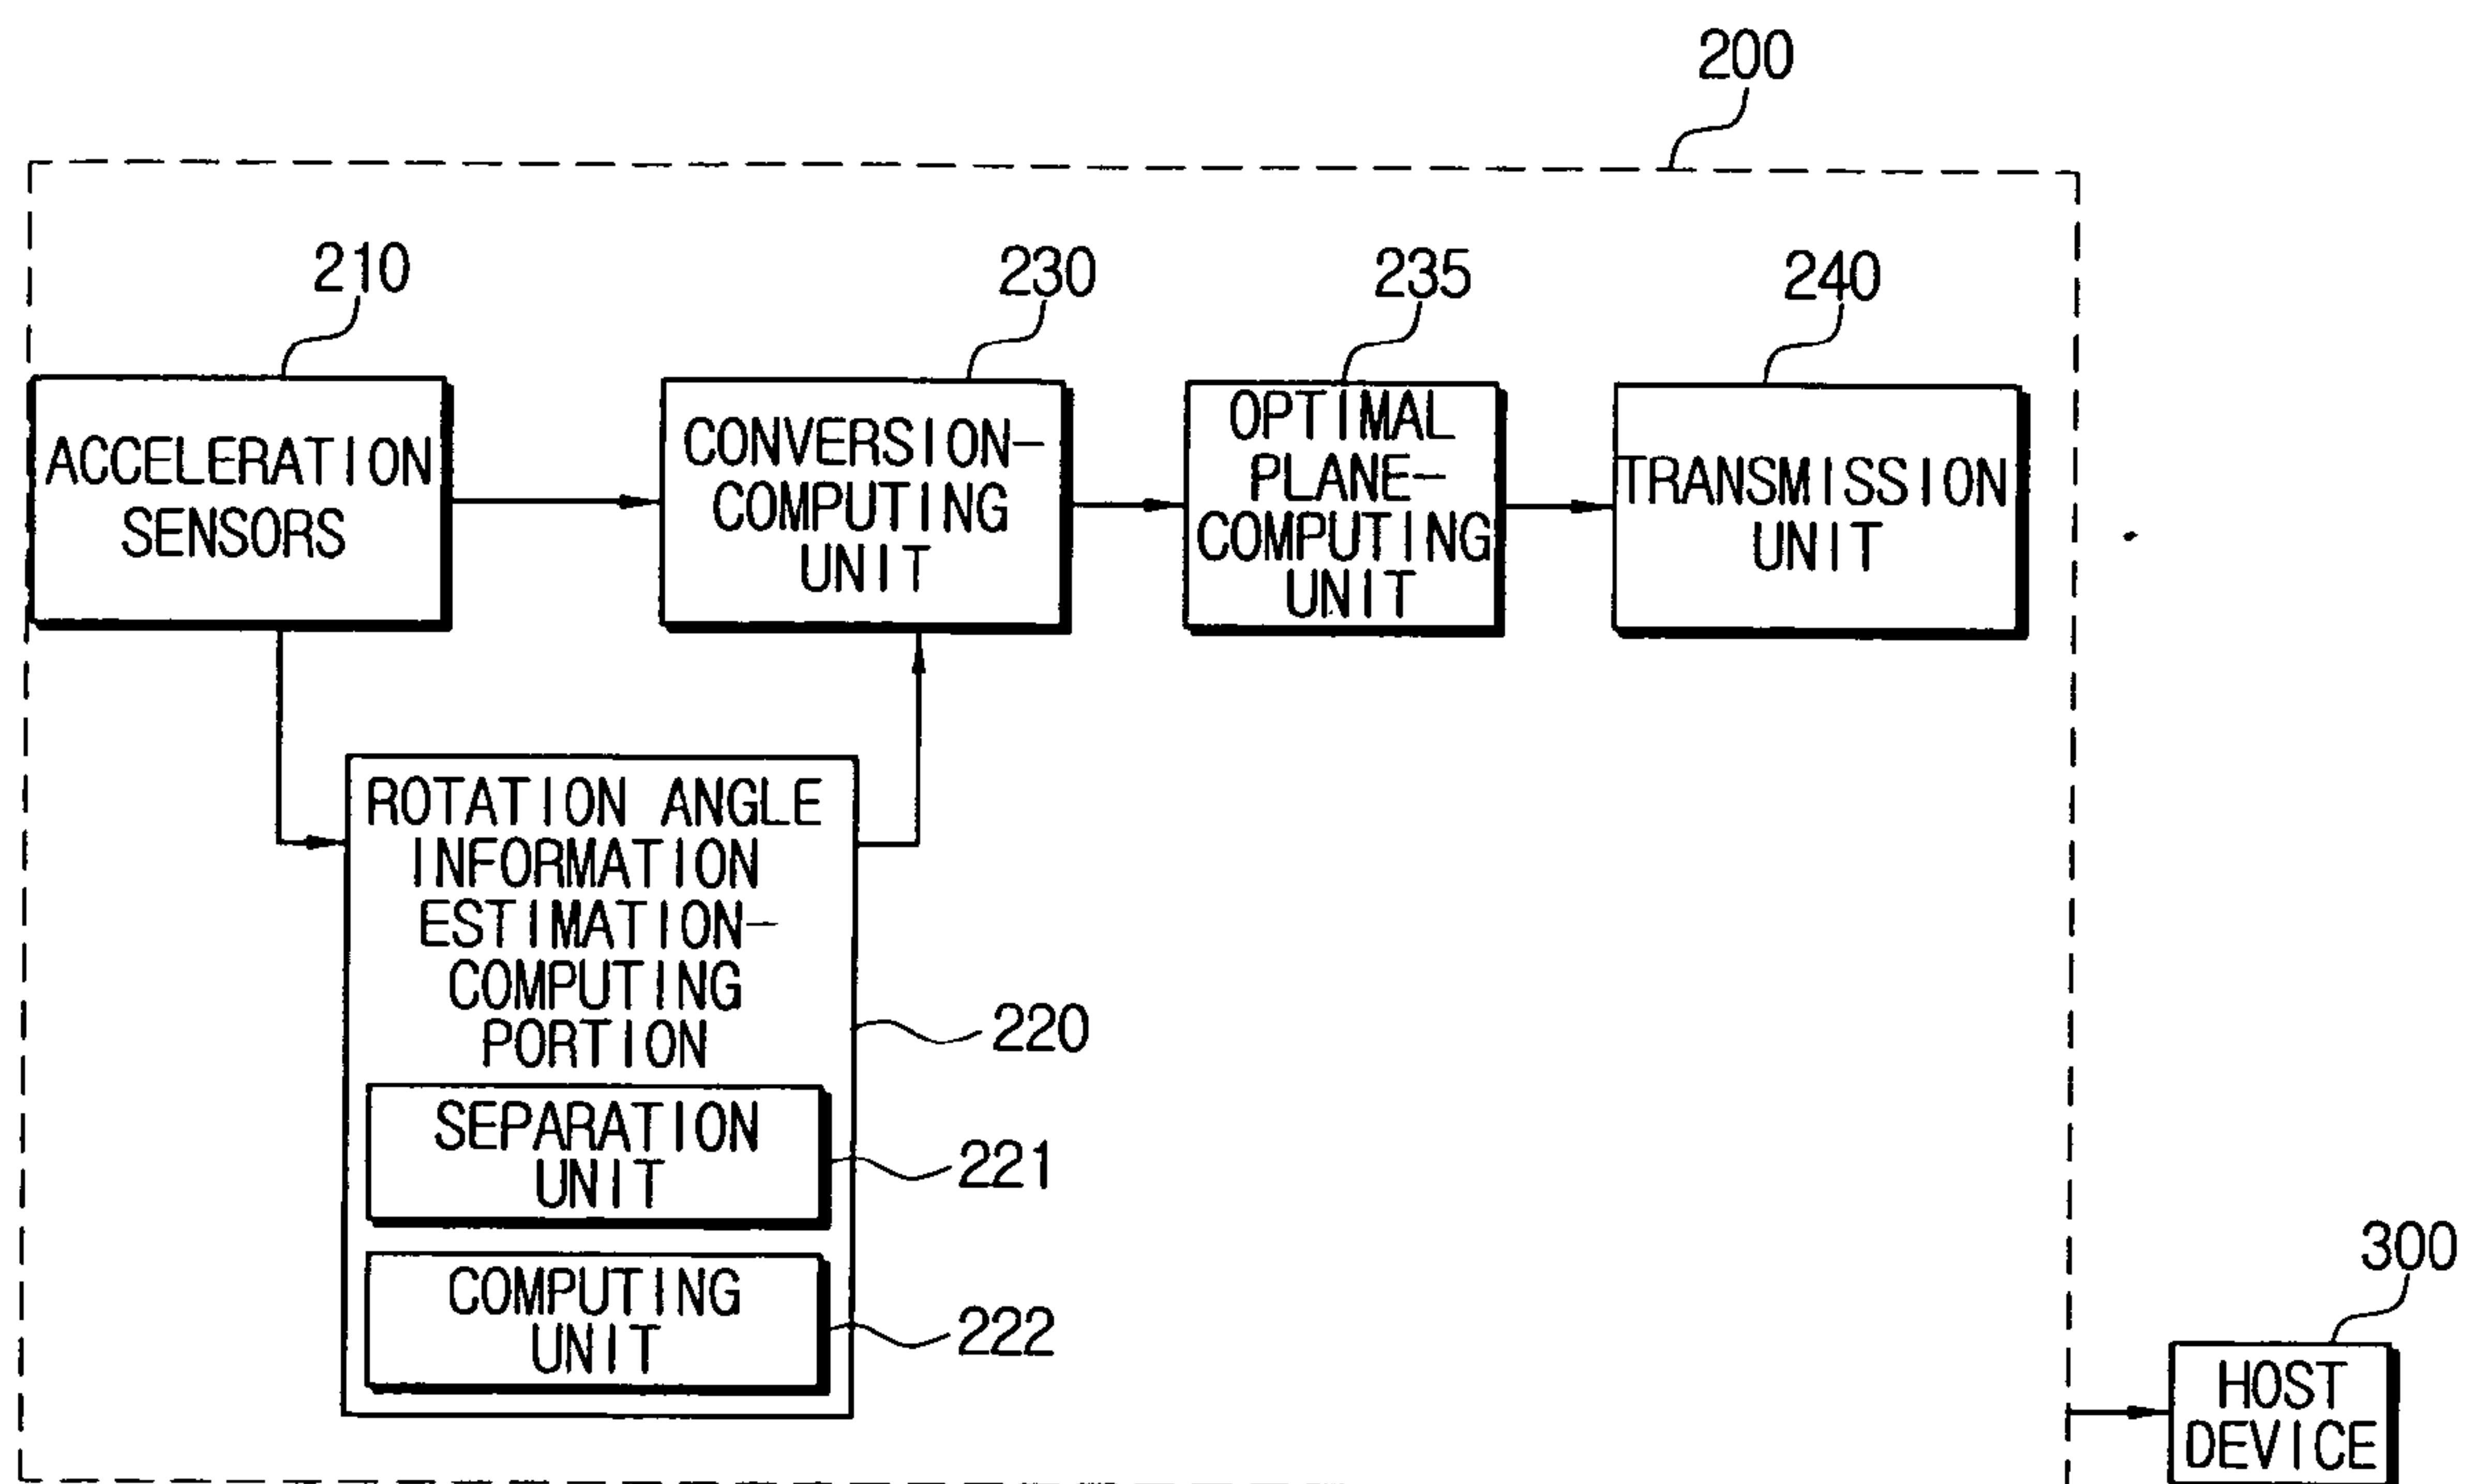 200
210
230
235
240
ACCELERATION
SENSORS
CONVERSION-
COMPUTING
UNIT
OPTIMAL
PLANE-
COMPUTING
UNIT
TRANSMISSION
UNIT
ROTATION ANGLE
INFORMATION
ESTIMATION-
COMPUTING
PORTION
220
SEPARATION
UNIT
221
COMPUTING
UNIT
222
300
HOST
DEVICE